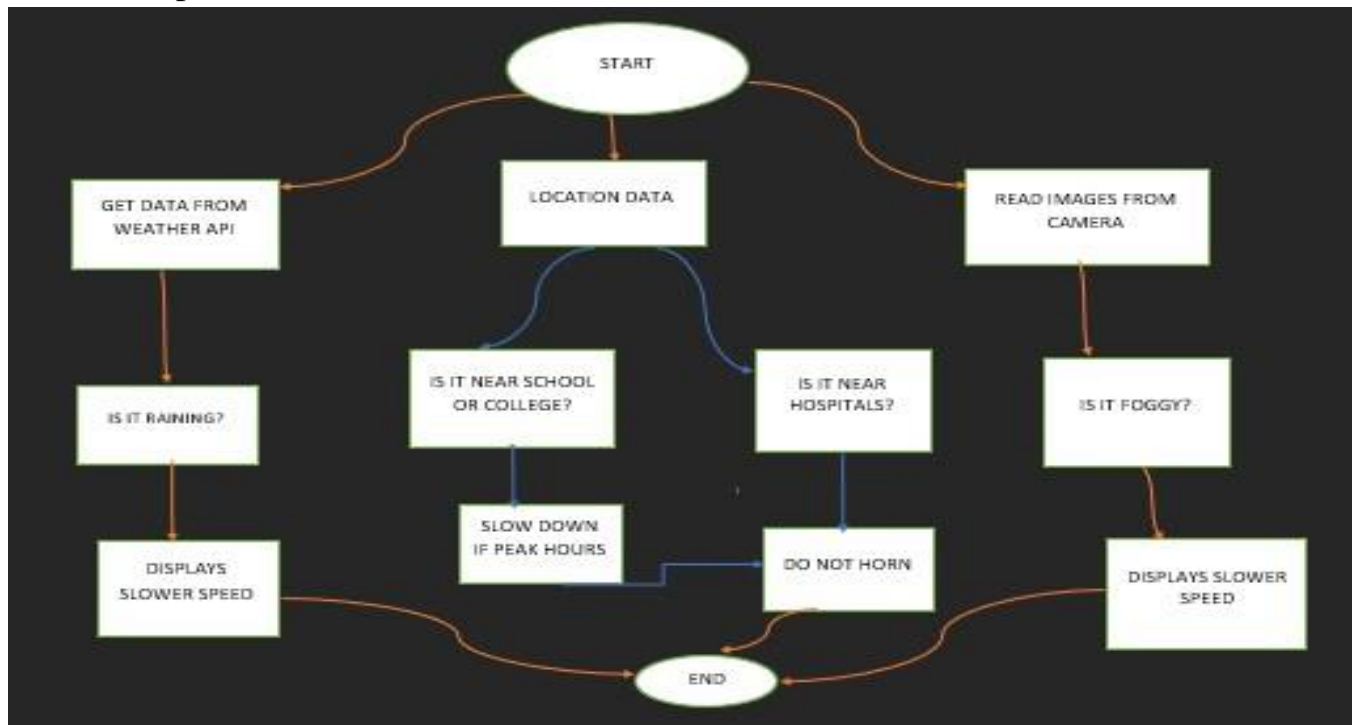 START
GET DATA FROM
WEATHER API
LOCATION DATA
READ IMAGES FROM
CAMERA
IS IT RAINING?
IS IT NEAR SCHOOL
OR COLLEGE?
IS IT NEAR
HOSPITALS?
IS IT FOGGY?
DISPLAYS
SLOWER SPEED
SLOW DOWN
IF PEAK HOURS
DO NOT HORN
DISPLAYS SLOWER
SPEED
END